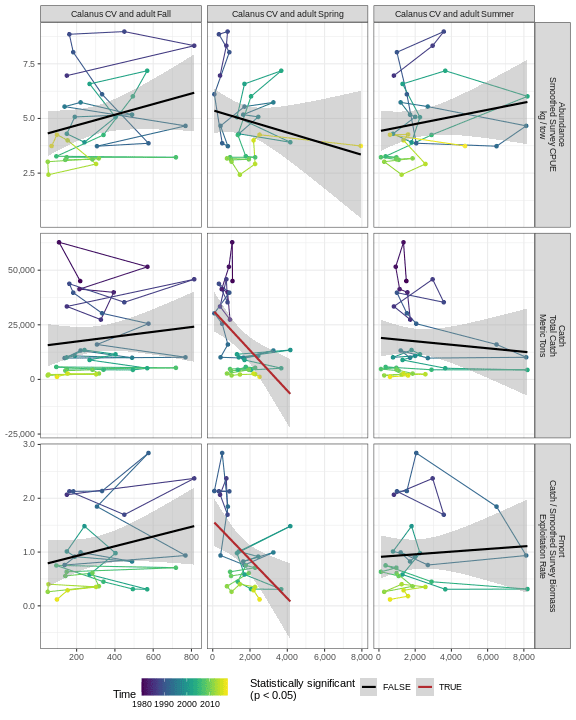 Calanus CV and adult Fall
Calanus CV and adult Spring
Calanus CV and adult Summer
7.5
5.0
2.5
Abundance
Smoothed Survey CPUE
kg / tow
50,000
25,000
0
-25,000
Catch
Total Catch
Metric Tons
3.0
2.0
1.0
0.0
Fmort
Catch / Smoothed Survey Biomass
Exploitation Rate
200 400 600 800
0 2,000 4,000 6,000 8,000
0 2,000 4,000 6,000 8,000
Time
1980 1990 2000 2010
Statistically significant
(p < 0.05)
FALSE
TRUE